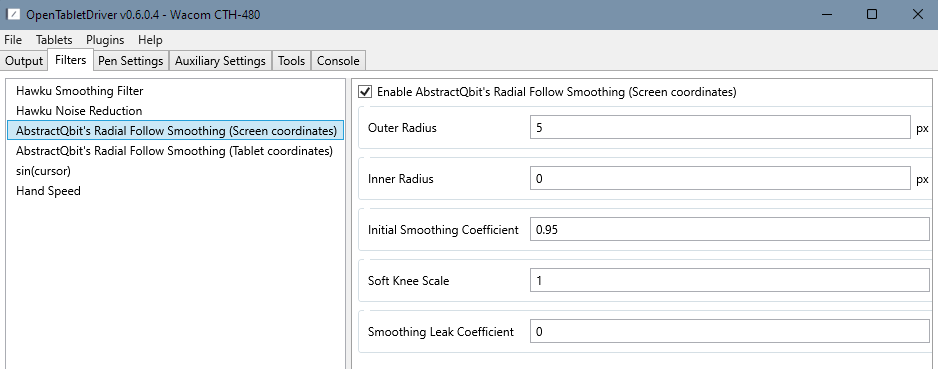 OpenTabletDriver v0.6.0.4 - Wacom CTH-480
File Tablets Plugins Help
Output Filters Pen Settings Auxiliary Settings Tools Console
Hawku Smoothing Filter
Hawku Noise Reduction
AbstractQbit's Radial Follow Smoothing (Screen coordinates)
AbstractQbit's Radial Follow Smoothing (Tablet coordinates)
sin(cursor)
Hand Speed
Enable AbstractQbit's Radial Follow Smoothing (Screen coordinates)
Outer Radius 5 px
Inner Radius 0 px
Initial Smoothing Coefficient 0.95
Soft Knee Scale 1
Smoothing Leak Coefficient 0